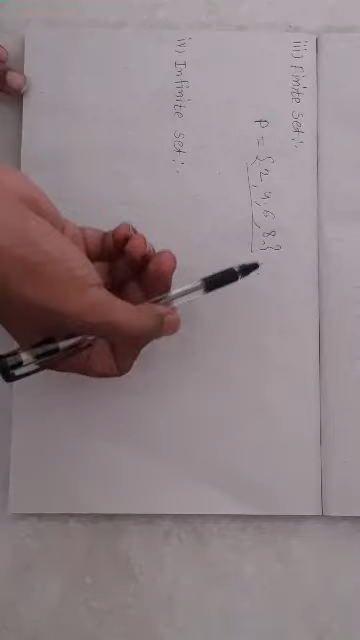 iii) Finite set :-
P = {2, 4, 6, 8}
iv) Infinite set :-